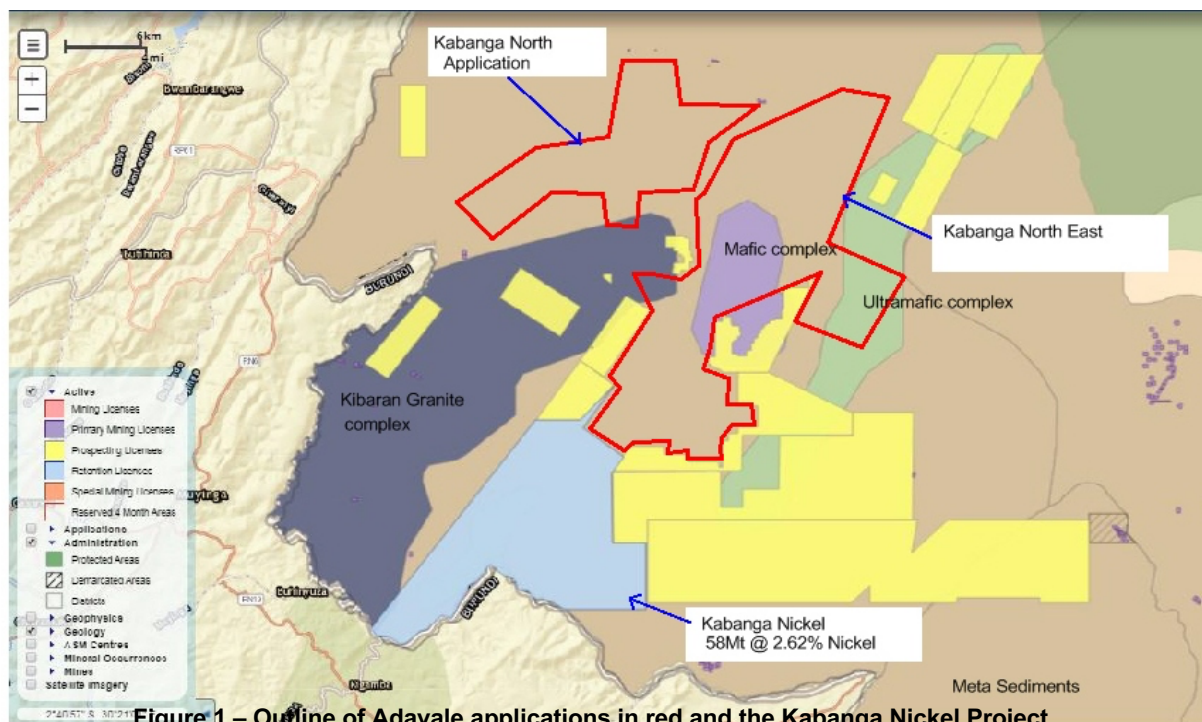 6km
4mi
Kabanga North
Application
Kabanga North East
Mafic complex
Ultramafic complex
BURUNDI
Kibaran Granite
complex
Active
Mining Licenses
Primary Mining Licenses
Prospecting Licenses
Retention Licenses
Special Mining Licenses
Reserved 4 Month Areas
Applications
Administration
Protected Areas
Demarcated Areas
Districts
Geophysics
Geology
ASM Centres
Mineral Occurrences
Mines
Satellite Imagery
BURUNDI
Kabanga Nickel
58Mt @ 2.62% Nickel
Meta Sediments
Figure 1 – Outline of Adavale applications in red and the Kabanga Nickel Project